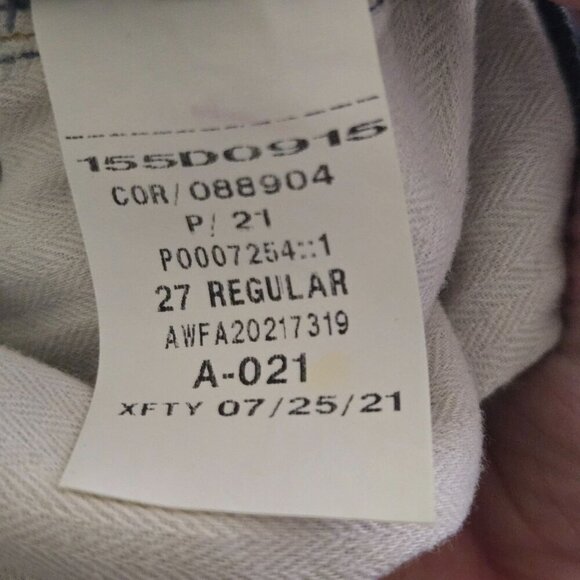 155D0915
COR/088904
P/ 21
P0007254::1
27 REGULAR
AWFA20217319
A-021
XFTY 07/25/21